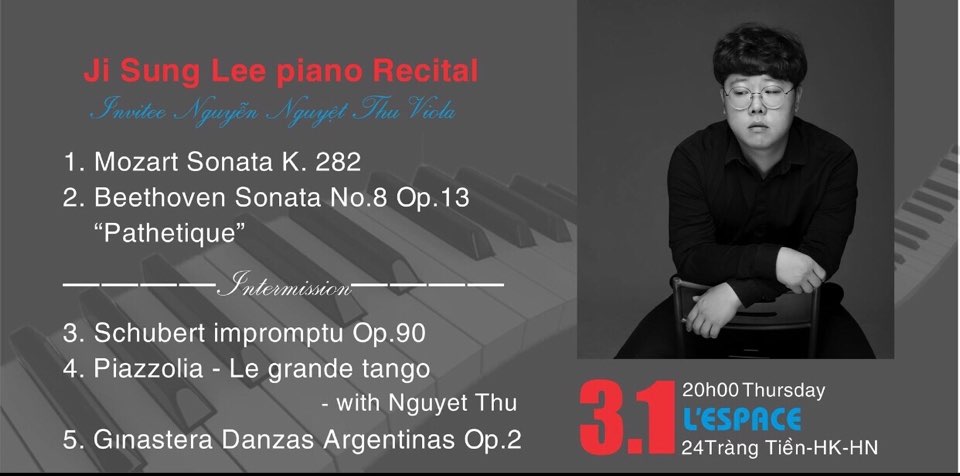 Ji Sung Lee piano Recital
Invitee Nguyễn Nguyệt Thu Viola
1. Mozart Sonata K. 282
2. Beethoven Sonata No.8 Op.13
“Pathetique”
Intermission
3. Schubert impromptu Op.90
4. Piazzolia - Le grande tango
- with Nguyet Thu
5. Gınastera Danzas Argentinas Op.2
3.1
20h00 Thursday
L'ESPACE
24Tràng Tiền-HK-HN